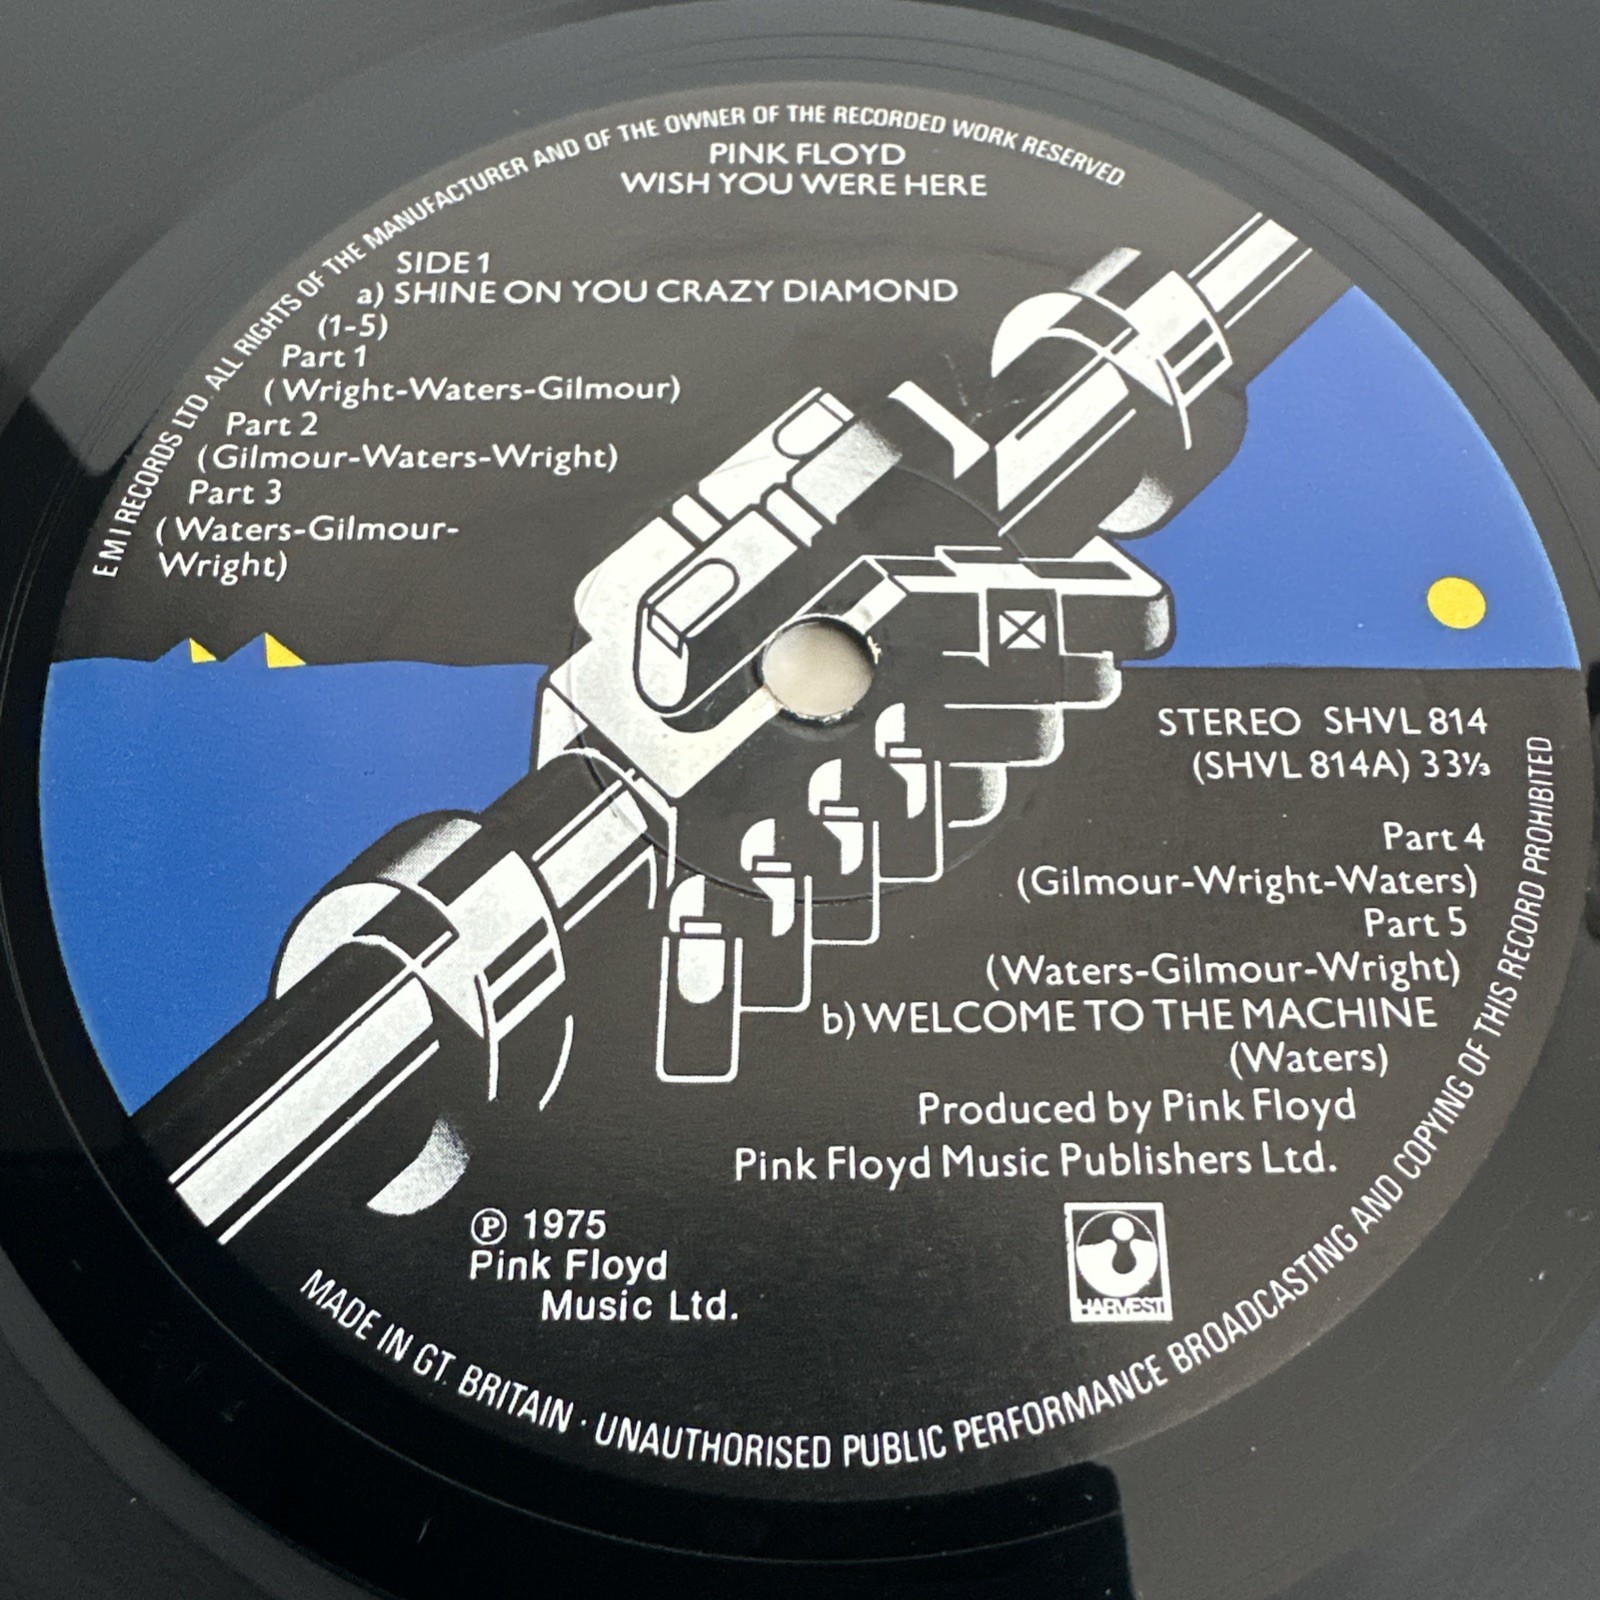 E M I RECORDS LTD. ALL RIGHTS OF THE MANUFACTURER AND OF THE OWNER OF THE RECORDED WORK RESERVED.
PINK FLOYD
WISH YOU WERE HERE
SIDE 1
a) SHINE ON YOU CRAZY DIAMOND
(1-5)
Part 1
(Wright-Waters-Gilmour)
Part 2
(Gilmour-Waters-Wright)
Part 3
(Waters-Gilmour-
Wright)
STEREO SHVL 814
(SHVL 814A) 33⅓
Part 4
(Gilmour-Wright-Waters)
Part 5
(Waters-Gilmour-Wright)
b) WELCOME TO THE MACHINE
(Waters)
Produced by Pink Floyd
Pink Floyd Music Publishers Ltd.
℗ 1975
Pink Floyd
Music Ltd.
HARVEST
MADE IN GT. BRITAIN · UNAUTHORISED PUBLIC PERFORMANCE BROADCASTING AND COPYING OF THIS RECORD PROHIBITED